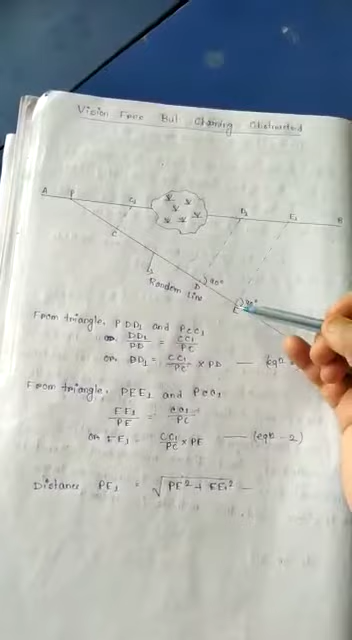 Vision Free But Chaining Obstructed
A P C₁ D₁ E₁ B
C
D 90°
Random Line
E 90°
From triangle, PDD₁ and PCC₁
or DD₁/PD = CC₁/PC
or DD₁ = CC₁/PC × PD — (eqⁿ
From triangle, PEE₁ and PCC₁
EE₁/PE = CC₁/PC
or EE₁ = CC₁/PC × PE — (eqⁿ - 2)
Distance, PE₁ = √PE² + EE₁² —